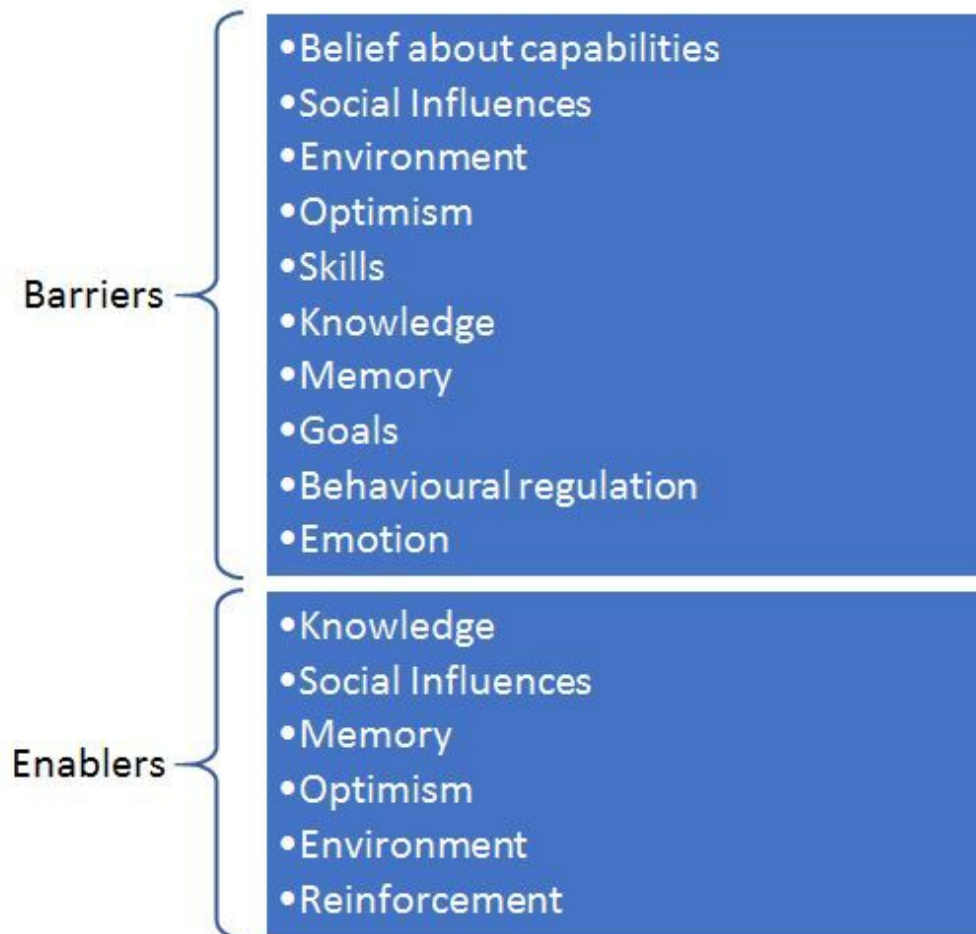 Barriers
•Belief about capabilities
•Social Influences
•Environment
•Optimism
•Skills
•Knowledge
•Memory
•Goals
•Behavioural regulation
•Emotion
Enablers
•Knowledge
•Social Influences
•Memory
•Optimism
•Environment
•Reinforcement